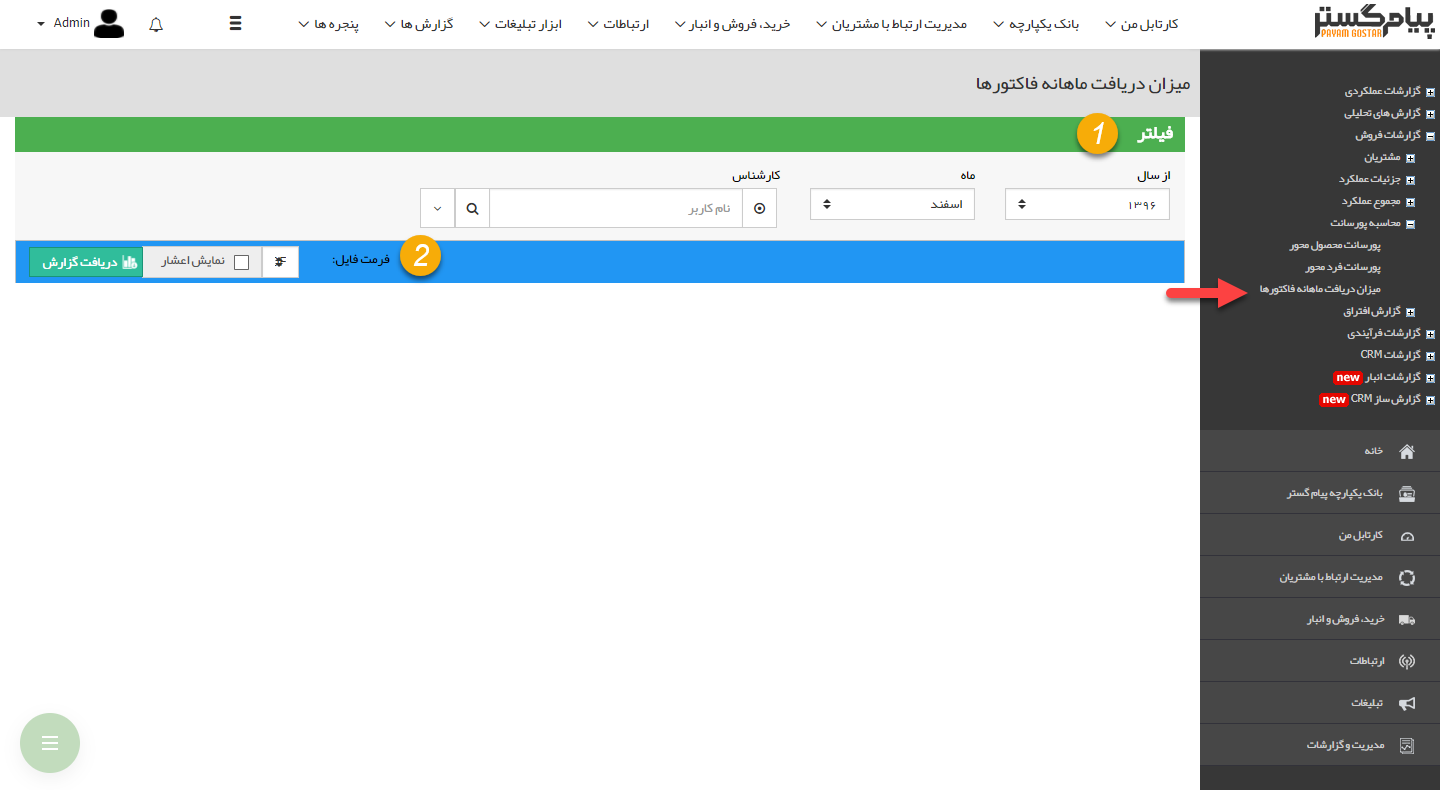 پیام‌گستر
PAYAM GOSTAR
کارتابل من
بانک یکپارچه
مدیریت ارتباط با مشتریان
خرید، فروش و انبار
ارتباطات
ابزار تبلیغات
گزارش ها
پنجره ها
Admin
میزان دریافت ماهانه فاکتورها
فیلتر
1
از سال
ماه
کارشناس
۱۳۹۶
اسفند
نام کاربر
2
فرمت فایل:
نمایش اعشار
دریافت گزارش
گزارشات عملکردی
گزارش های تحلیلی
گزارشات فروش
مشتریان
جزئیات عملکرد
مجموع عملکرد
محاسبه پورسانت
پورسانت محصول محور
پورسانت فرد محور
میزان دریافت ماهانه فاکتورها
گزارش افتراق
گزارشات فرآیندی
گزارشات CRM
گزارشات انبار new
گزارش ساز CRM new
خانه
بانک یکپارچه پیام گستر
کارتابل من
مدیریت ارتباط با مشتریان
خرید، فروش و انبار
ارتباطات
تبلیغات
مدیریت و گزارشات